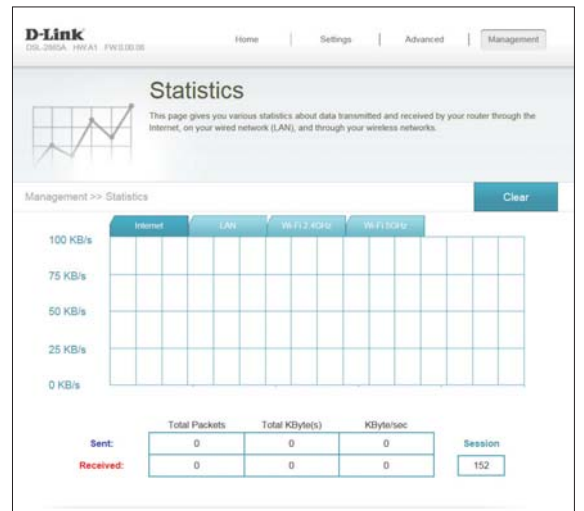 D-Link
DSL-2885A HW:A1 FW:0.00.08
Home | Settings | Advanced | Management
Statistics
This page gives you various statistics about data transmitted and received by your router through the
Internet, on your wired network (LAN), and through your wireless networks.
Management >> Statistics
Clear
Internet LAN Wi-Fi 2.4GHz Wi-Fi 5GHz
100 KB/s
75 KB/s
50 KB/s
25 KB/s
0 KB/s
Total Packets Total KByte(s) KByte/sec
Sent: 0 0 0 Session
Received: 0 0 0 152